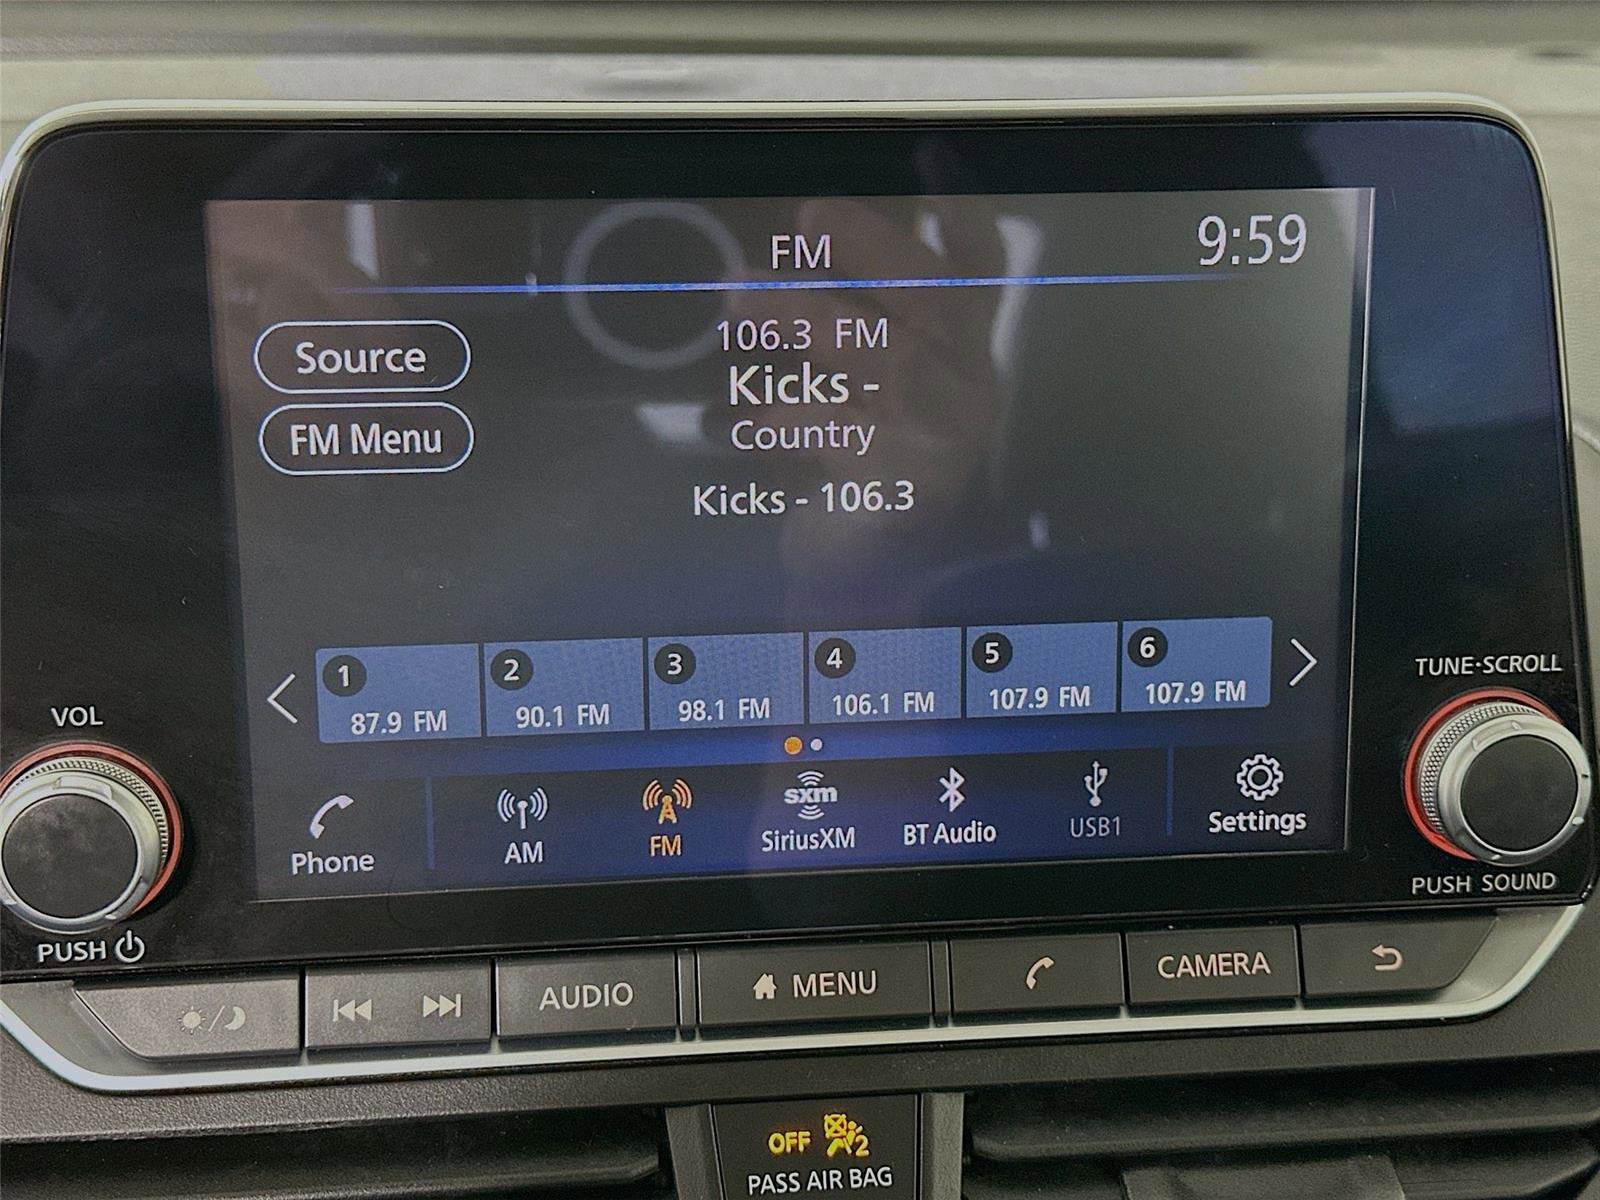 FM
9:59
Source
FM Menu
106.3 FM
Kicks -
Country
Kicks - 106.3
1
87.9 FM
2
90.1 FM
3
98.1 FM
4
106.1 FM
5
107.9 FM
6
107.9 FM
Phone
AM
FM
sxm
SiriusXM
BT Audio
USB1
Settings
VOL
PUSH
TUNE·SCROLL
PUSH SOUND
AUDIO
MENU
CAMERA
OFF
2
PASS AIR BAG